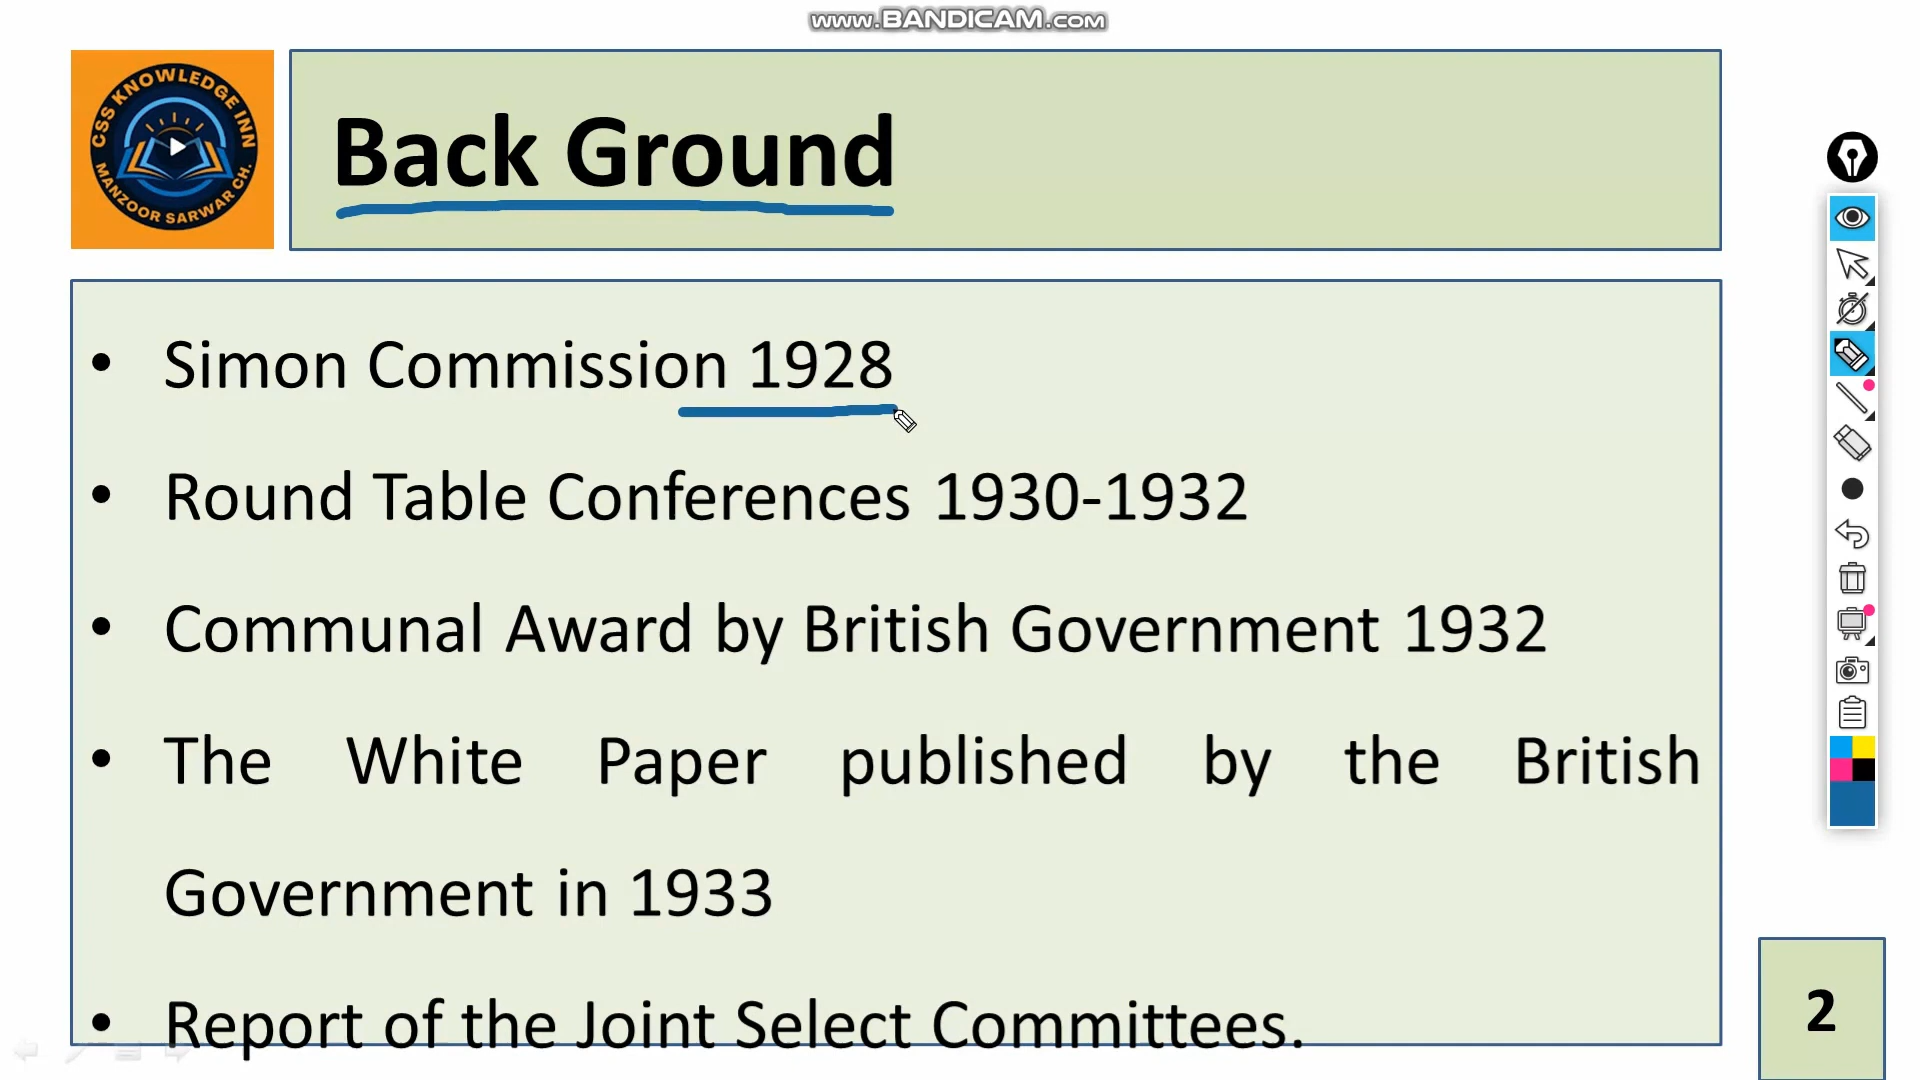 www.BANDICAM.com
CSS KNOWLEDGE INN
MANZOOR SARWAR CH.
Back Ground
• Simon Commission 1928
• Round Table Conferences 1930-1932
• Communal Award by British Government 1932
• The White Paper published by the British
Government in 1933
• Report of the Joint Select Committees.
2